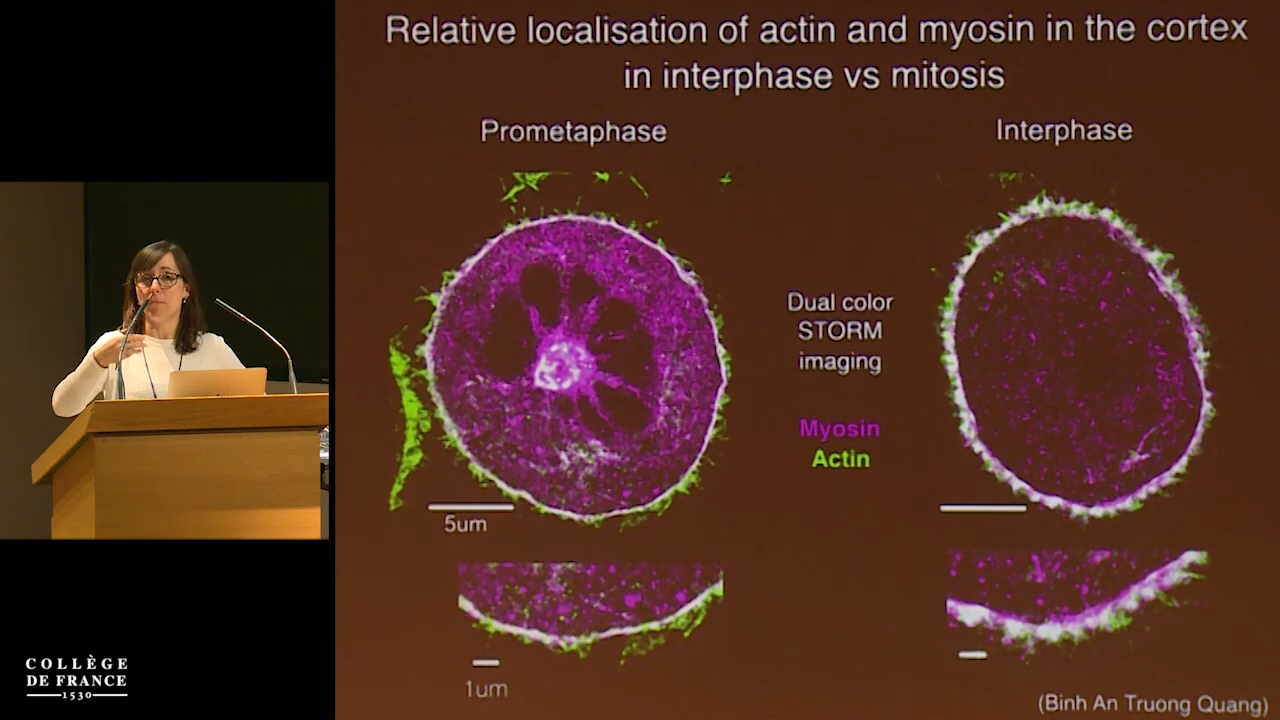 Relative localisation of actin and myosin in the cortex
in interphase vs mitosis
Prometaphase
Interphase
Dual color
STORM
imaging
Myosin
Actin
5um
1um
(Binh An Truong Quang)
COLLÈGE
DE FRANCE
1530